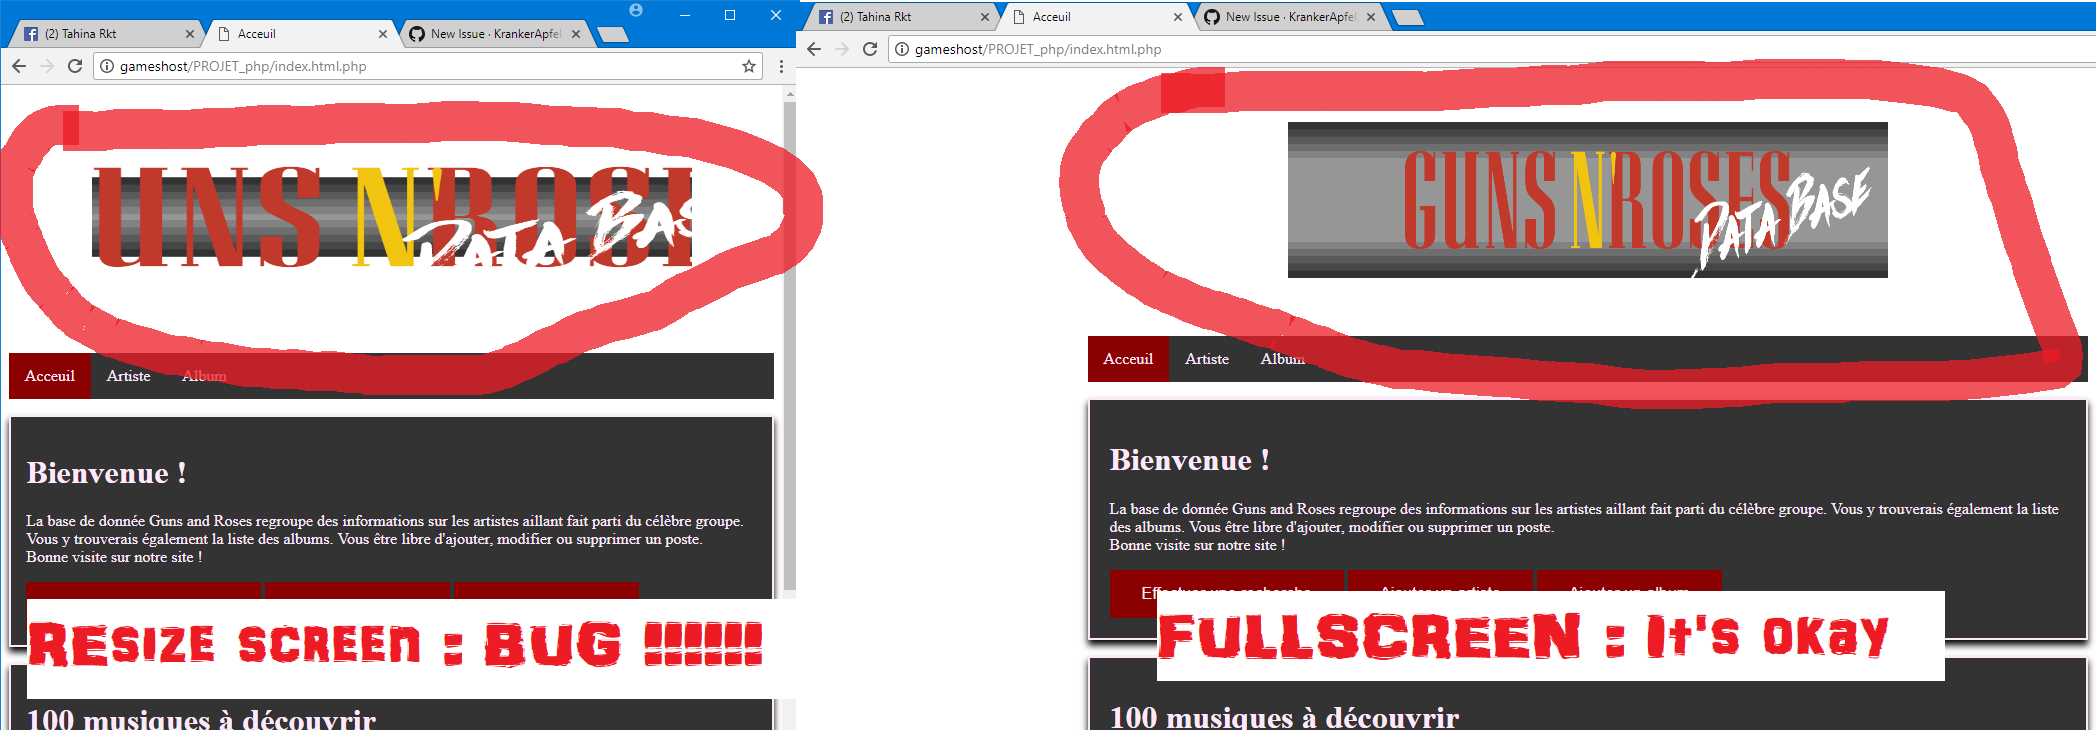 (2) Tahina Rkt
Acceuil
New Issue · KrankerApfel
gameshost/PROJET_php/index.html.php
UNS N'ROSE
DATA BAS
Acceuil Artiste Album
Bienvenue !
La base de donnée Guns and Roses regroupe des informations sur les artistes aillant fait parti du célèbre groupe.
Vous y trouverais également la liste des albums. Vous être libre d'ajouter, modifier ou supprimer un poste.
Bonne visite sur notre site !
RESIZE SCREEN : BUG !!!!!!
100 musiques à découvrir
(2) Tahina Rkt
Acceuil
New Issue · KrankerApfel
gameshost/PROJET_php/index.html.php
GUNS N'ROSES
DATA BASE
Acceuil Artiste Album
Bienvenue !
La base de donnée Guns and Roses regroupe des informations sur les artistes aillant fait parti du célèbre groupe. Vous y trouverais également la liste
des albums. Vous être libre d'ajouter, modifier ou supprimer un poste.
Bonne visite sur notre site !
Effectuer une recherche Ajouter un artiste Ajouter un album
FULLSCREEN : It's okay
100 musiques à découvrir